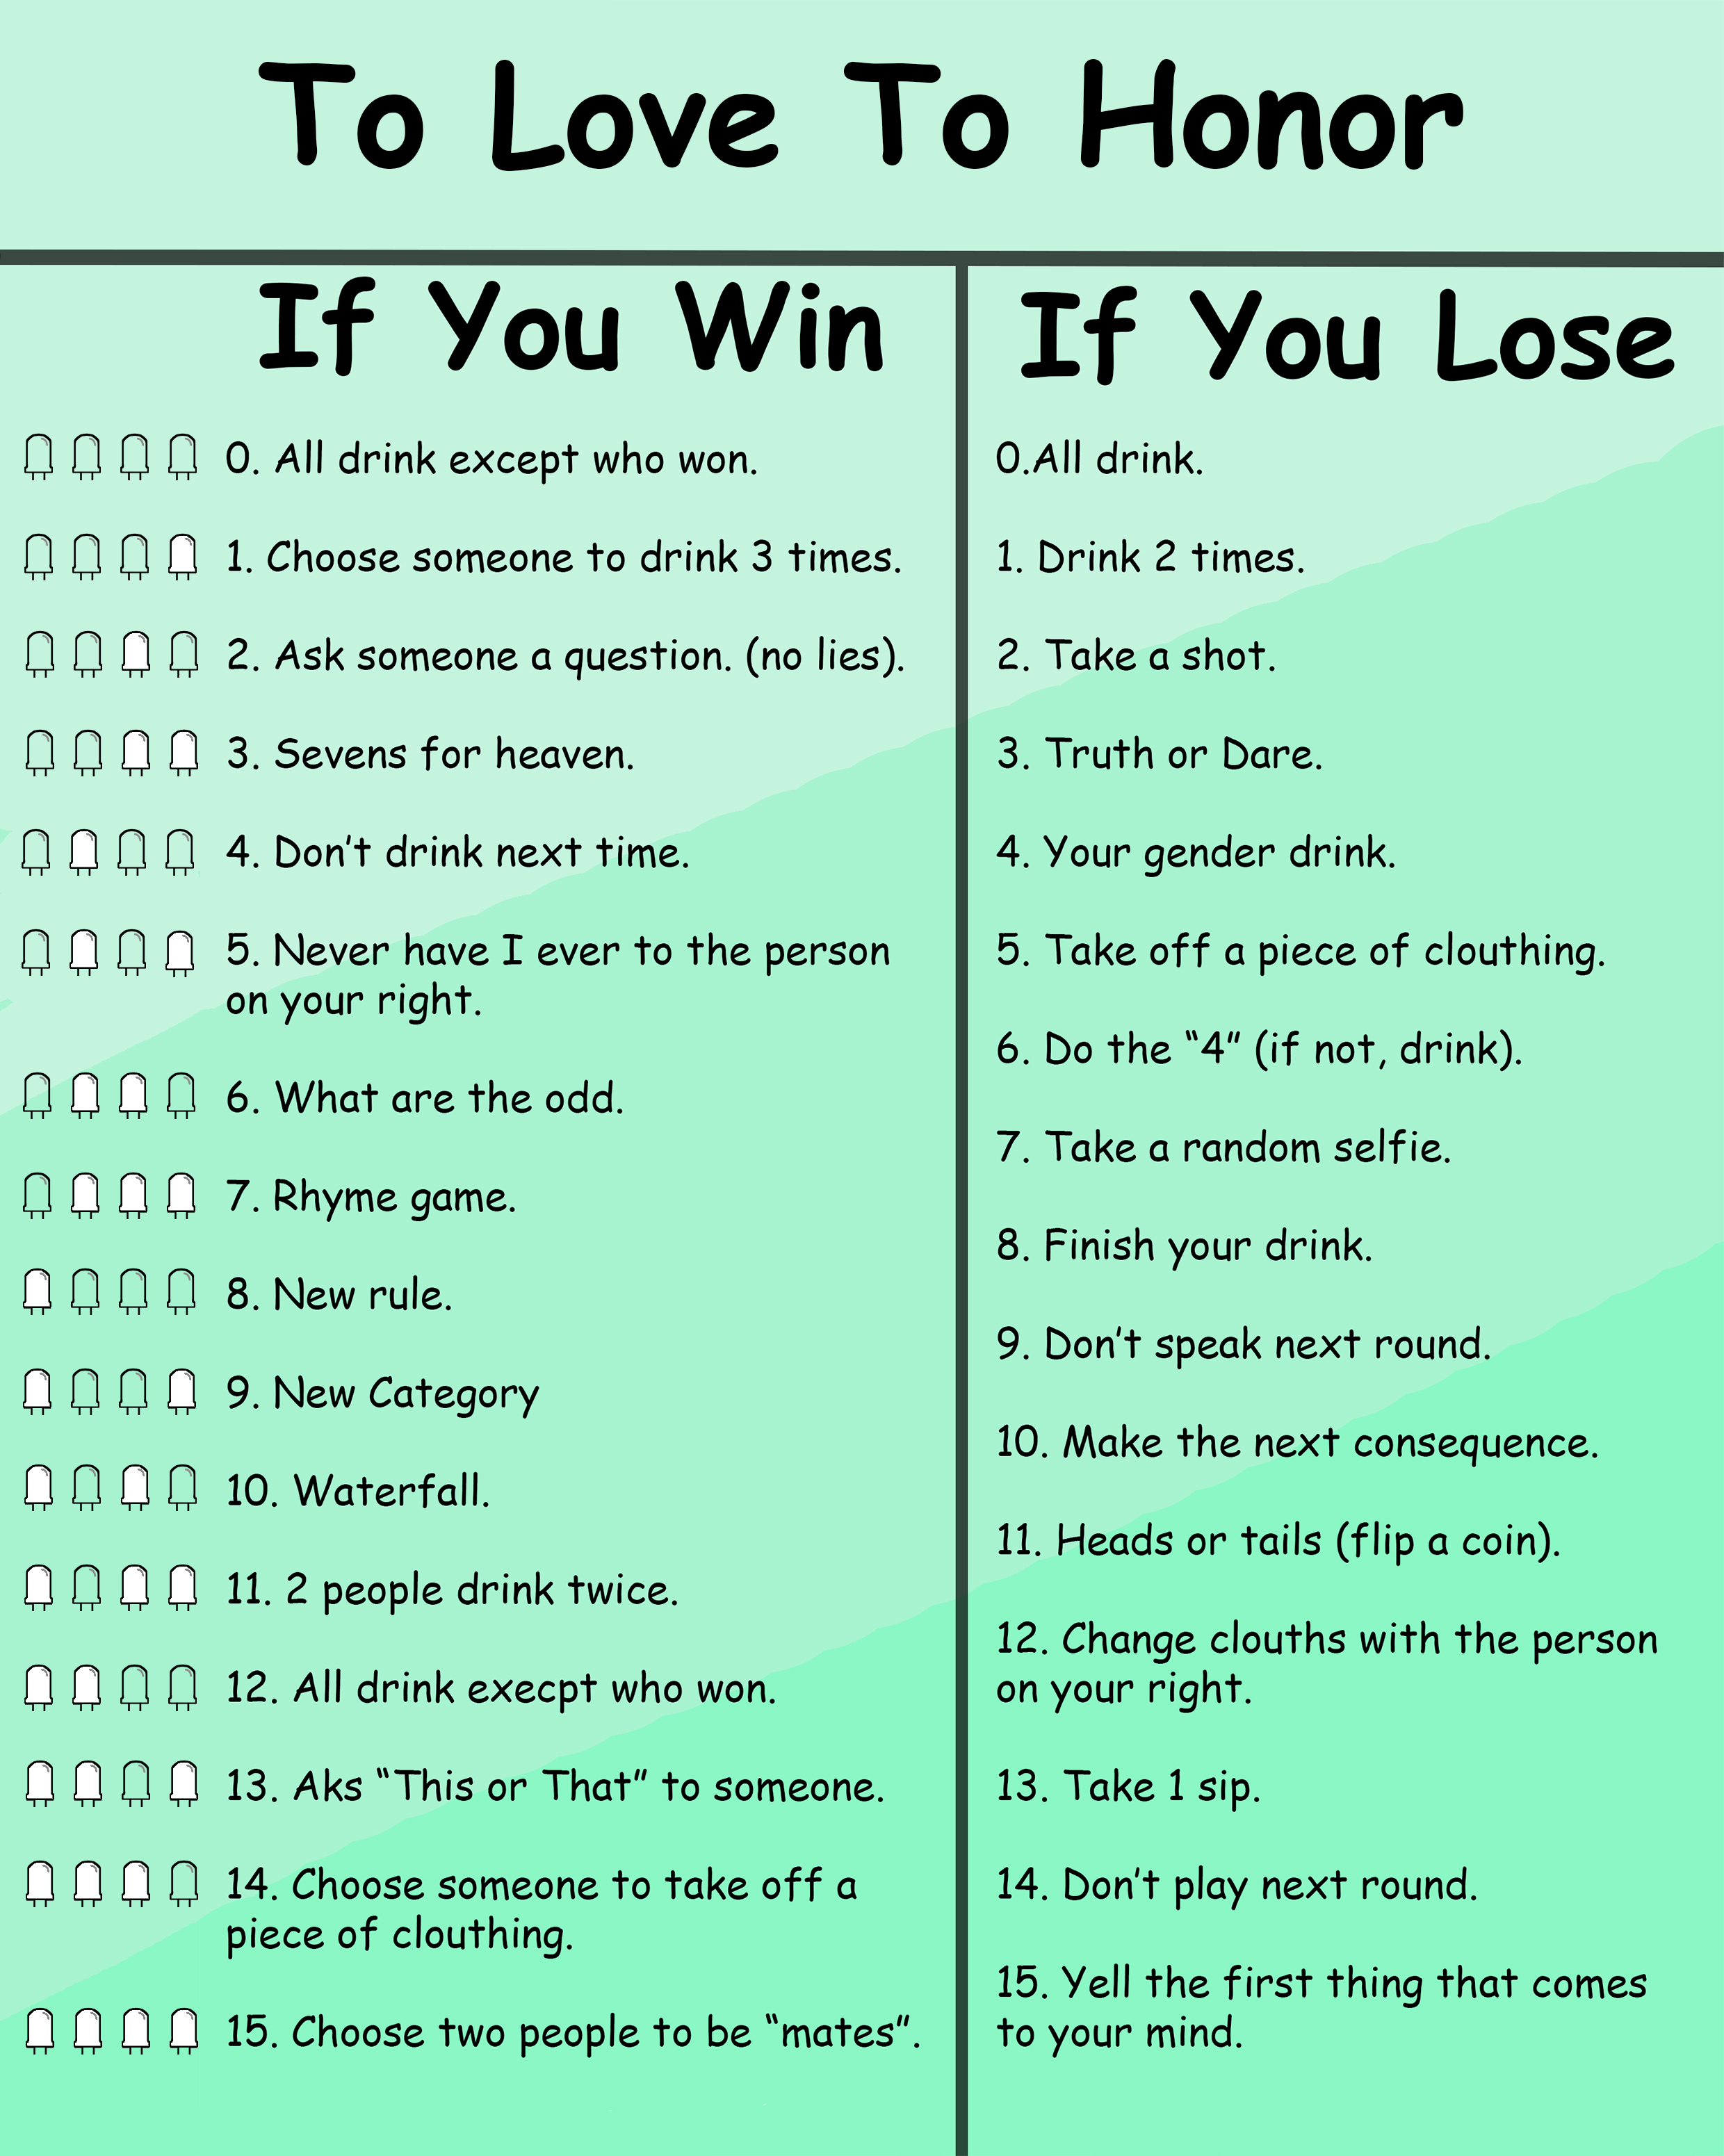 To Love To Honor
If You Win
0. All drink except who won.
1. Choose someone to drink 3 times.
2. Ask someone a question. (no lies).
3. Sevens for heaven.
4. Don't drink next time.
5. Never have I ever to the person
on your right.
6. What are the odd.
7. Rhyme game.
8. New rule.
9. New Category
10. Waterfall.
11. 2 people drink twice.
12. All drink execpt who won.
13. Aks “This or That” to someone.
14. Choose someone to take off a
piece of clouthing.
15. Choose two people to be “mates”.
If You Lose
0.All drink.
1. Drink 2 times.
2. Take a shot.
3. Truth or Dare.
4. Your gender drink.
5. Take off a piece of clouthing.
6. Do the “4” (if not, drink).
7. Take a random selfie.
8. Finish your drink.
9. Don't speak next round.
10. Make the next consequence.
11. Heads or tails (flip a coin).
12. Change clouths with the person
on your right.
13. Take 1 sip.
14. Don't play next round.
15. Yell the first thing that comes
to your mind.